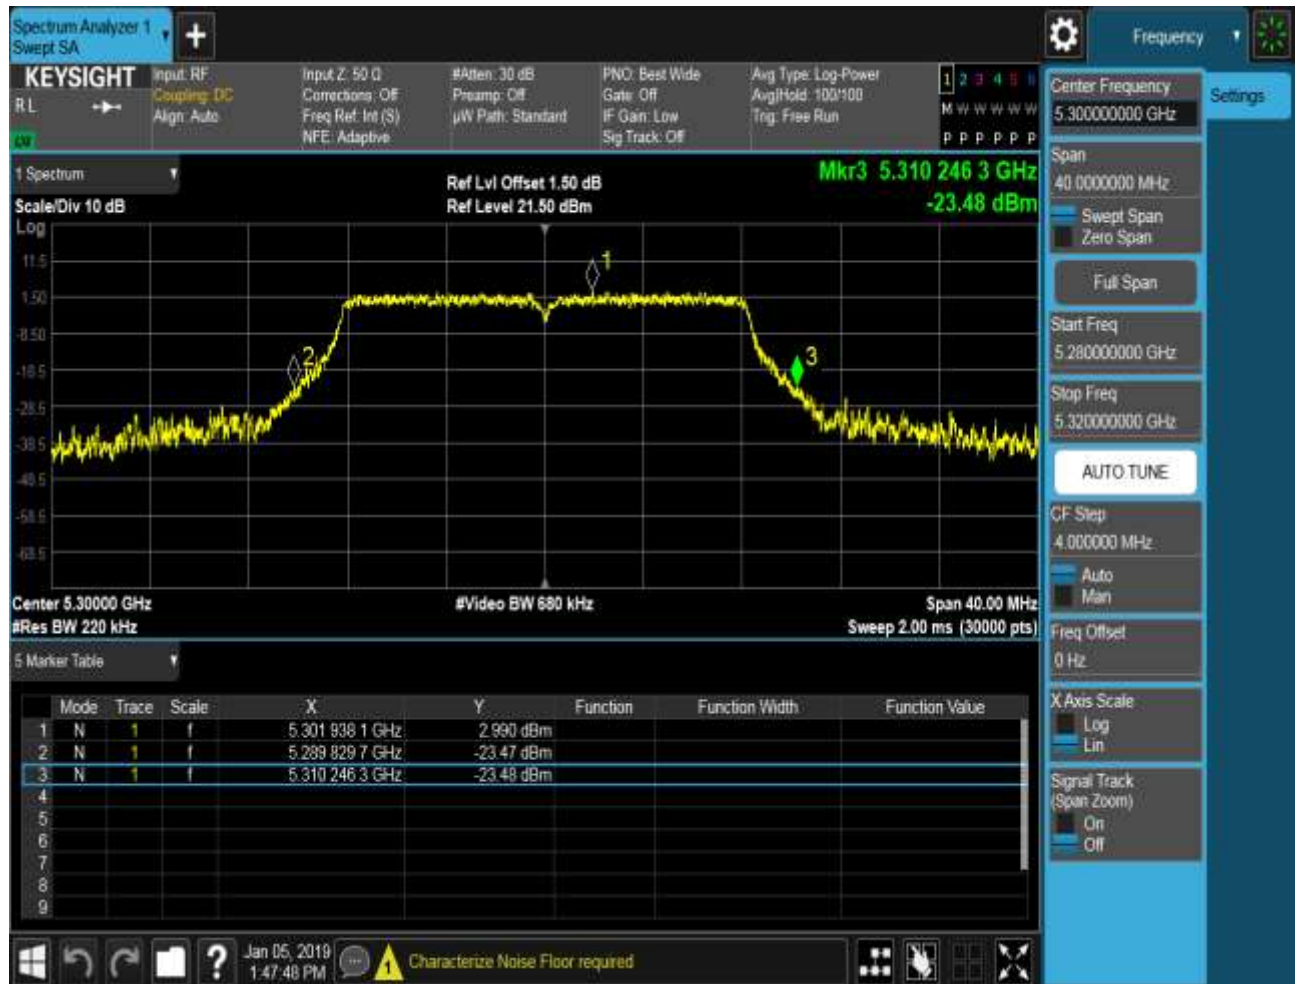 Spectrum Analyzer 1
Swept SA
+
Frequency
KEYSIGHT
RL
Input: RF
Coupling: DC
Align: Auto
Input Z: 50 Ω
Corrections: Off
Freq Ref: Int (S)
NFE: Adaptive
#Atten: 30 dB
Preamp: Off
µW Path: Standard
PNO: Best Wide
Gate: Off
IF Gain: Low
Sig Track: Off
Avg Type: Log-Power
Avg|Hold: 100/100
Trig: Free Run
1 2 3 4 5 6
M W W W W W
P P P P P P
Center Frequency
5.300000000 GHz
Settings
Span
40.0000000 MHz
Swept Span
Zero Span
Full Span
Start Freq
5.280000000 GHz
Stop Freq
5.320000000 GHz
AUTO TUNE
CF Step
4.000000 MHz
Auto
Man
Freq Offset
0 Hz
X Axis Scale
Log
Lin
Signal Track
(Span Zoom)
On
Off
1 Spectrum
Scale/Div 10 dB
Log
Ref Lvl Offset 1.50 dB
Ref Level 21.50 dBm
Mkr3 5.310 246 3 GHz
-23.48 dBm
11.5
1.50
-8.50
-18.5
-28.5
-38.5
-48.5
-58.5
-68.5
1
2
3
Center 5.30000 GHz
#Video BW 680 kHz
Span 40.00 MHz
#Res BW 220 kHz
Sweep 2.00 ms (30000 pts)
5 Marker Table
Mode Trace Scale X Y Function Function Width Function Value
1 N 1 f 5.301 938 1 GHz 2.990 dBm
2 N 1 f 5.289 829 7 GHz -23.47 dBm
3 N 1 f 5.310 246 3 GHz -23.48 dBm
4
5
6
7
8
9
?
Jan 05, 2019
1:47:48 PM
1
Characterize Noise Floor required